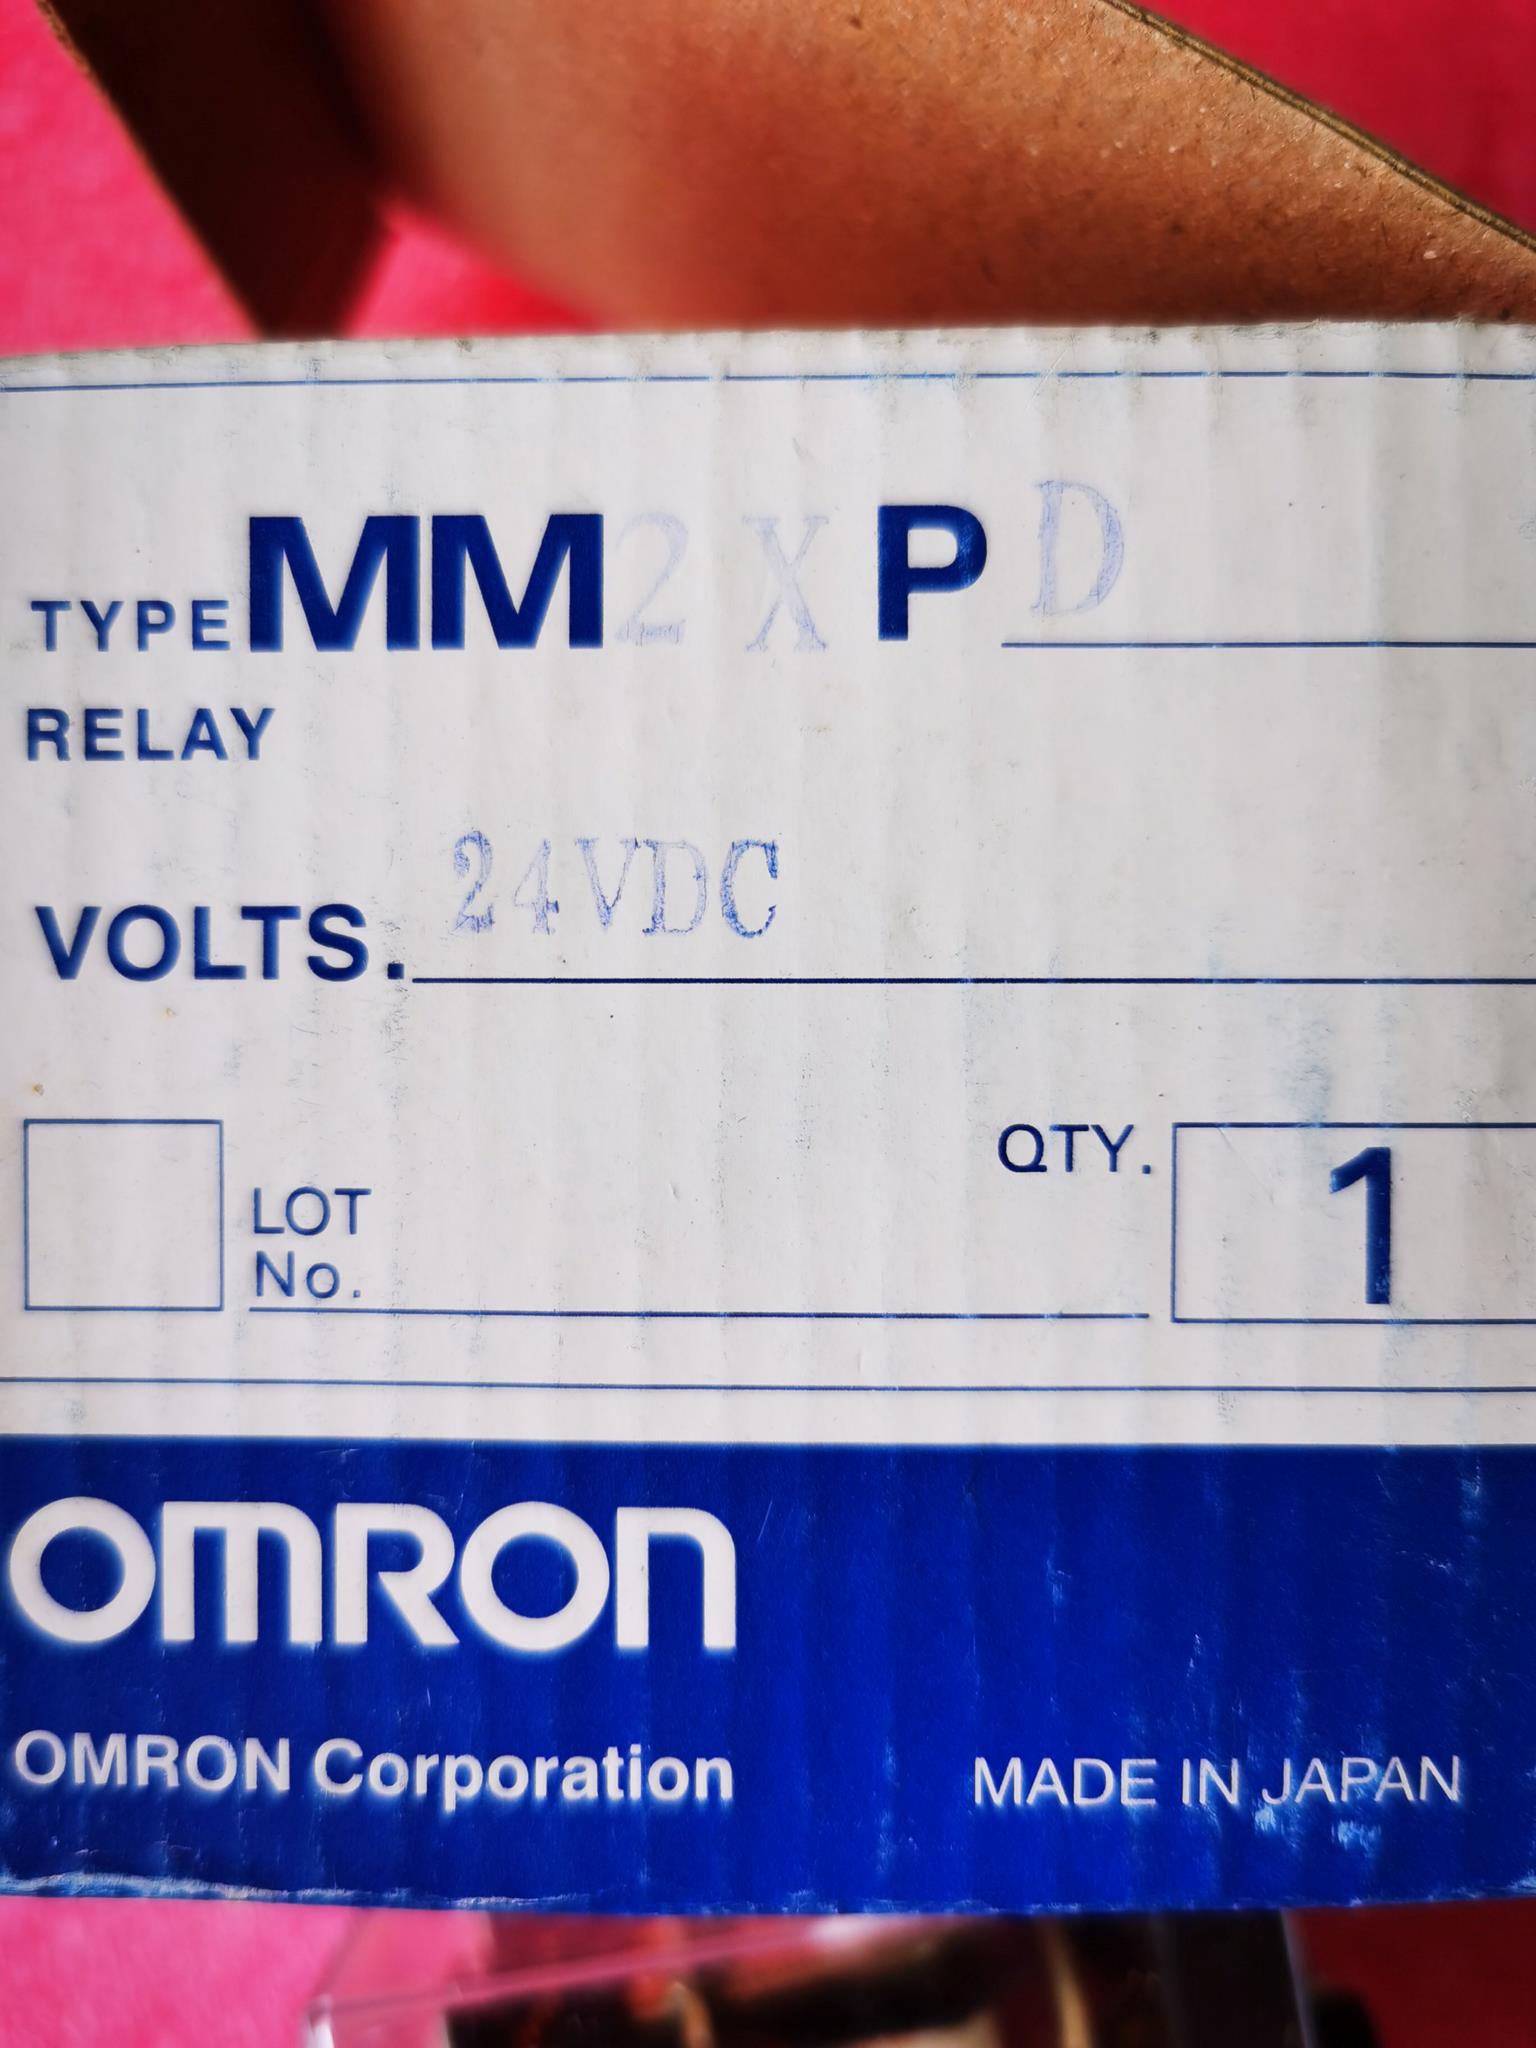 TYPE MM2XPD
RELAY
VOLTS. 24VDC
LOT
No.
QTY. 1
OMRON
OMRON Corporation
MADE IN JAPAN